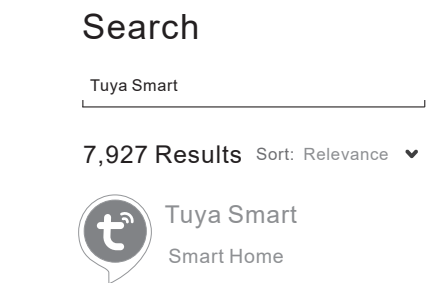 Search
Tuya Smart
7,927 Results Sort: Relevance
Tuya Smart
Smart Home